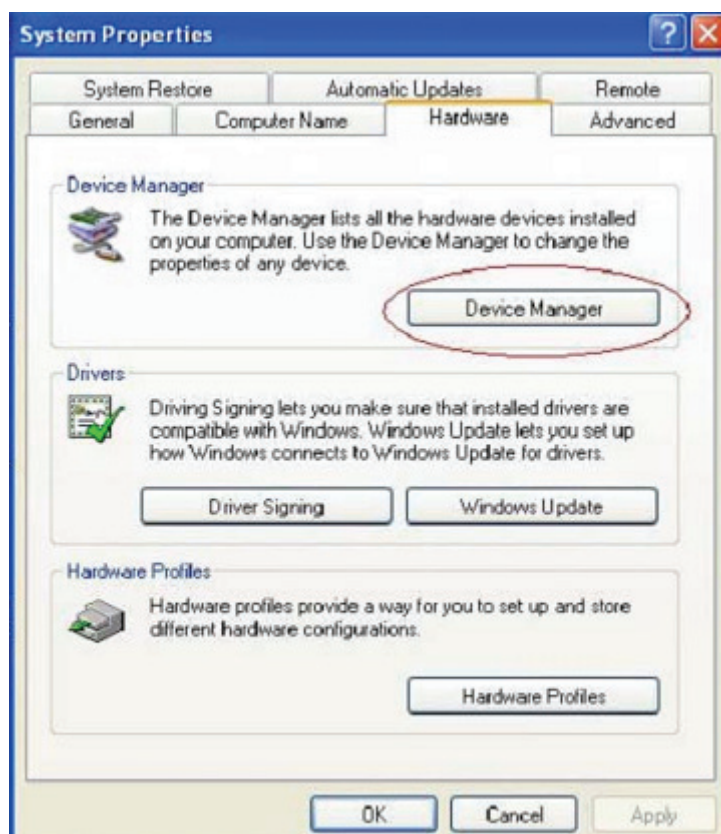 System Properties
System Restore
Automatic Updates
Remote
General
Computer Name
Hardware
Advanced
Device Manager
The Device Manager lists all the hardware devices installed
on your computer. Use the Device Manager to change the
properties of any device.
Device Manager
Drivers
Driving Signing lets you make sure that installed drivers are
compatible with Windows. Windows Update lets you set up
how Windows connects to Windows Update for drivers.
Driver Signing
Windows Update
Hardware Profiles
Hardware profiles provide a way for you to set up and store
different hardware configurations.
Hardware Profiles
OK
Cancel
Apply